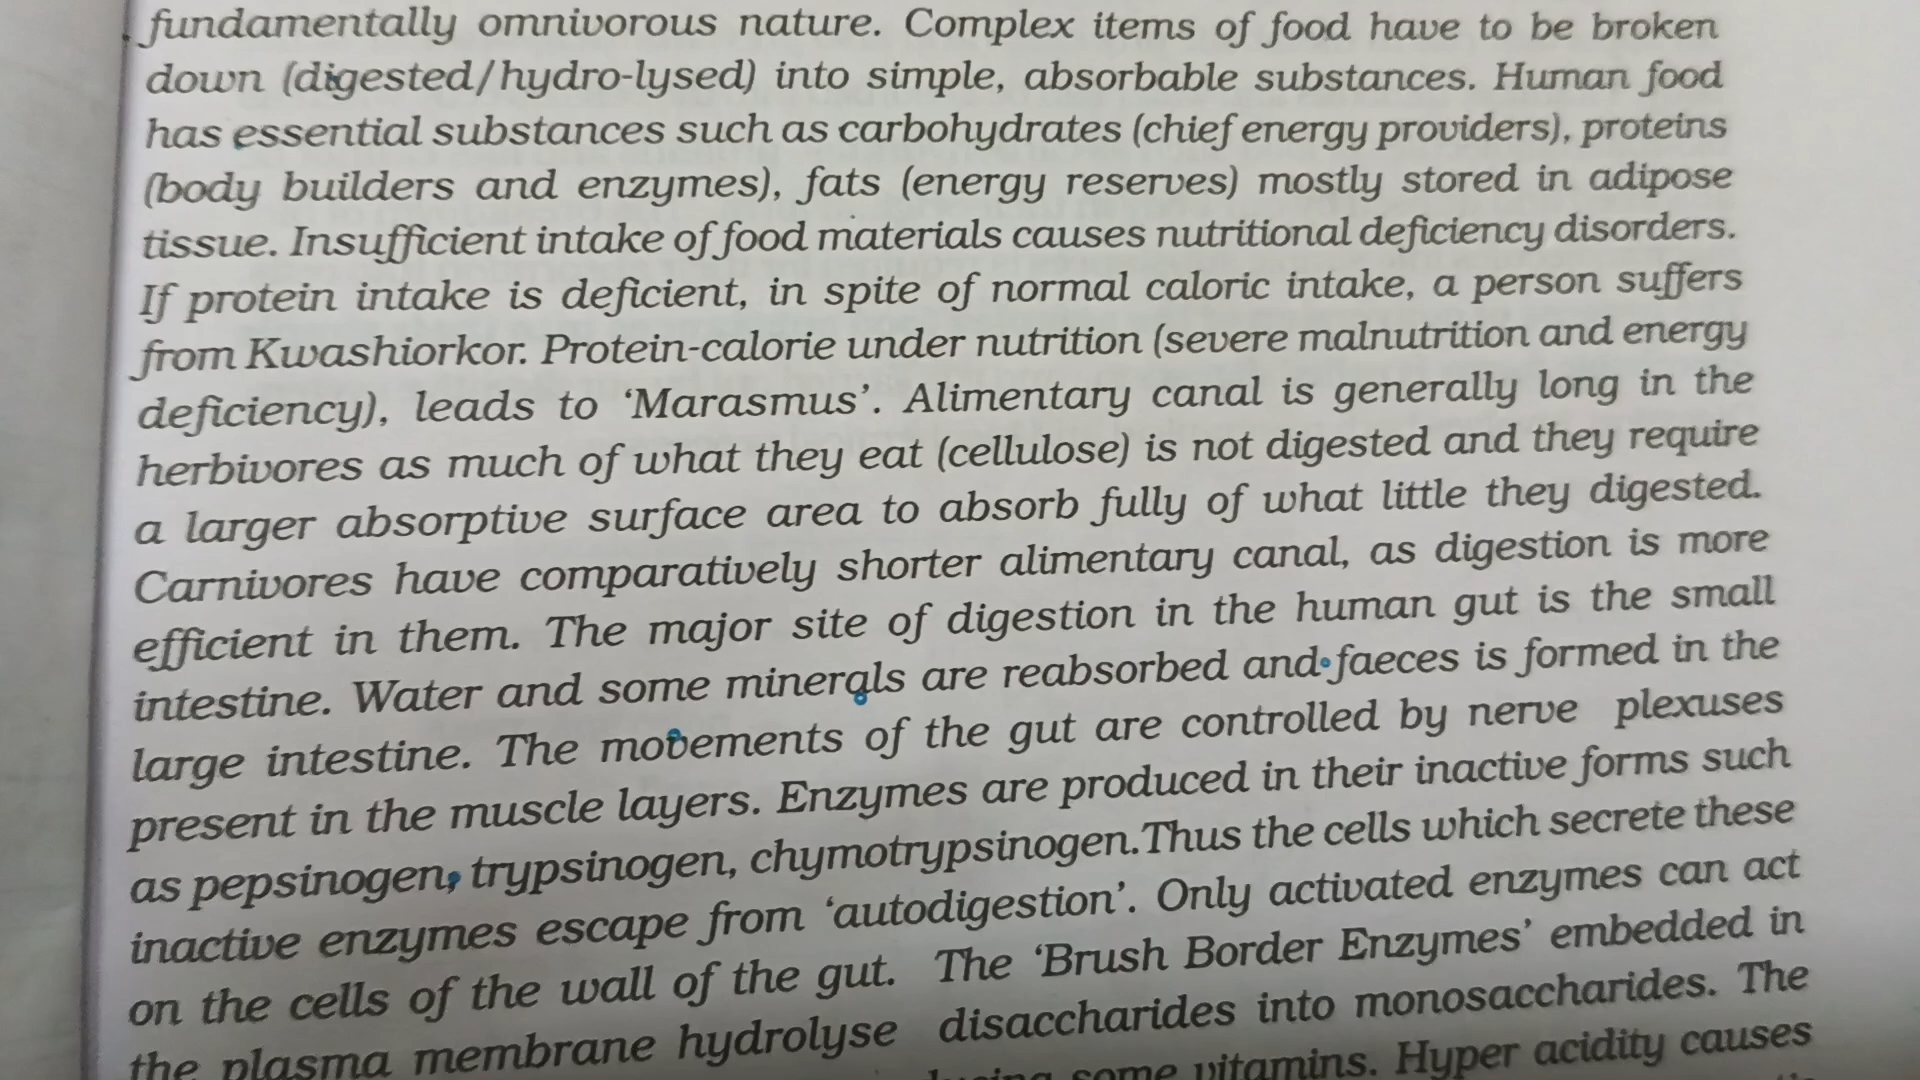 fundamentally omnivorous nature. Complex items of food have to be broken
down (digested/hydro-lysed) into simple, absorbable substances. Human food
has essential substances such as carbohydrates (chief energy providers), proteins
(body builders and enzymes), fats (energy reserves) mostly stored in adipose
tissue. Insufficient intake of food materials causes nutritional deficiency disorders.
If protein intake is deficient, in spite of normal caloric intake, a person suffers
from Kwashiorkor. Protein-calorie under nutrition (severe malnutrition and energy
deficiency), leads to ‘Marasmus’. Alimentary canal is generally long in the
herbivores as much of what they eat (cellulose) is not digested and they require
a larger absorptive surface area to absorb fully of what little they digested.
Carnivores have comparatively shorter alimentary canal, as digestion is more
efficient in them. The major site of digestion in the human gut is the small
intestine. Water and some minerals are reabsorbed and faeces is formed in the
large intestine. The movements of the gut are controlled by nerve plexuses
present in the muscle layers. Enzymes are produced in their inactive forms such
as pepsinogen, trypsinogen, chymotrypsinogen.Thus the cells which secrete these
inactive enzymes escape from ‘autodigestion’. Only activated enzymes can act
on the cells of the wall of the gut. The ‘Brush Border Enzymes’ embedded in
the plasma membrane hydrolyse disaccharides into monosaccharides. The
some vitamins. Hyper acidity causes